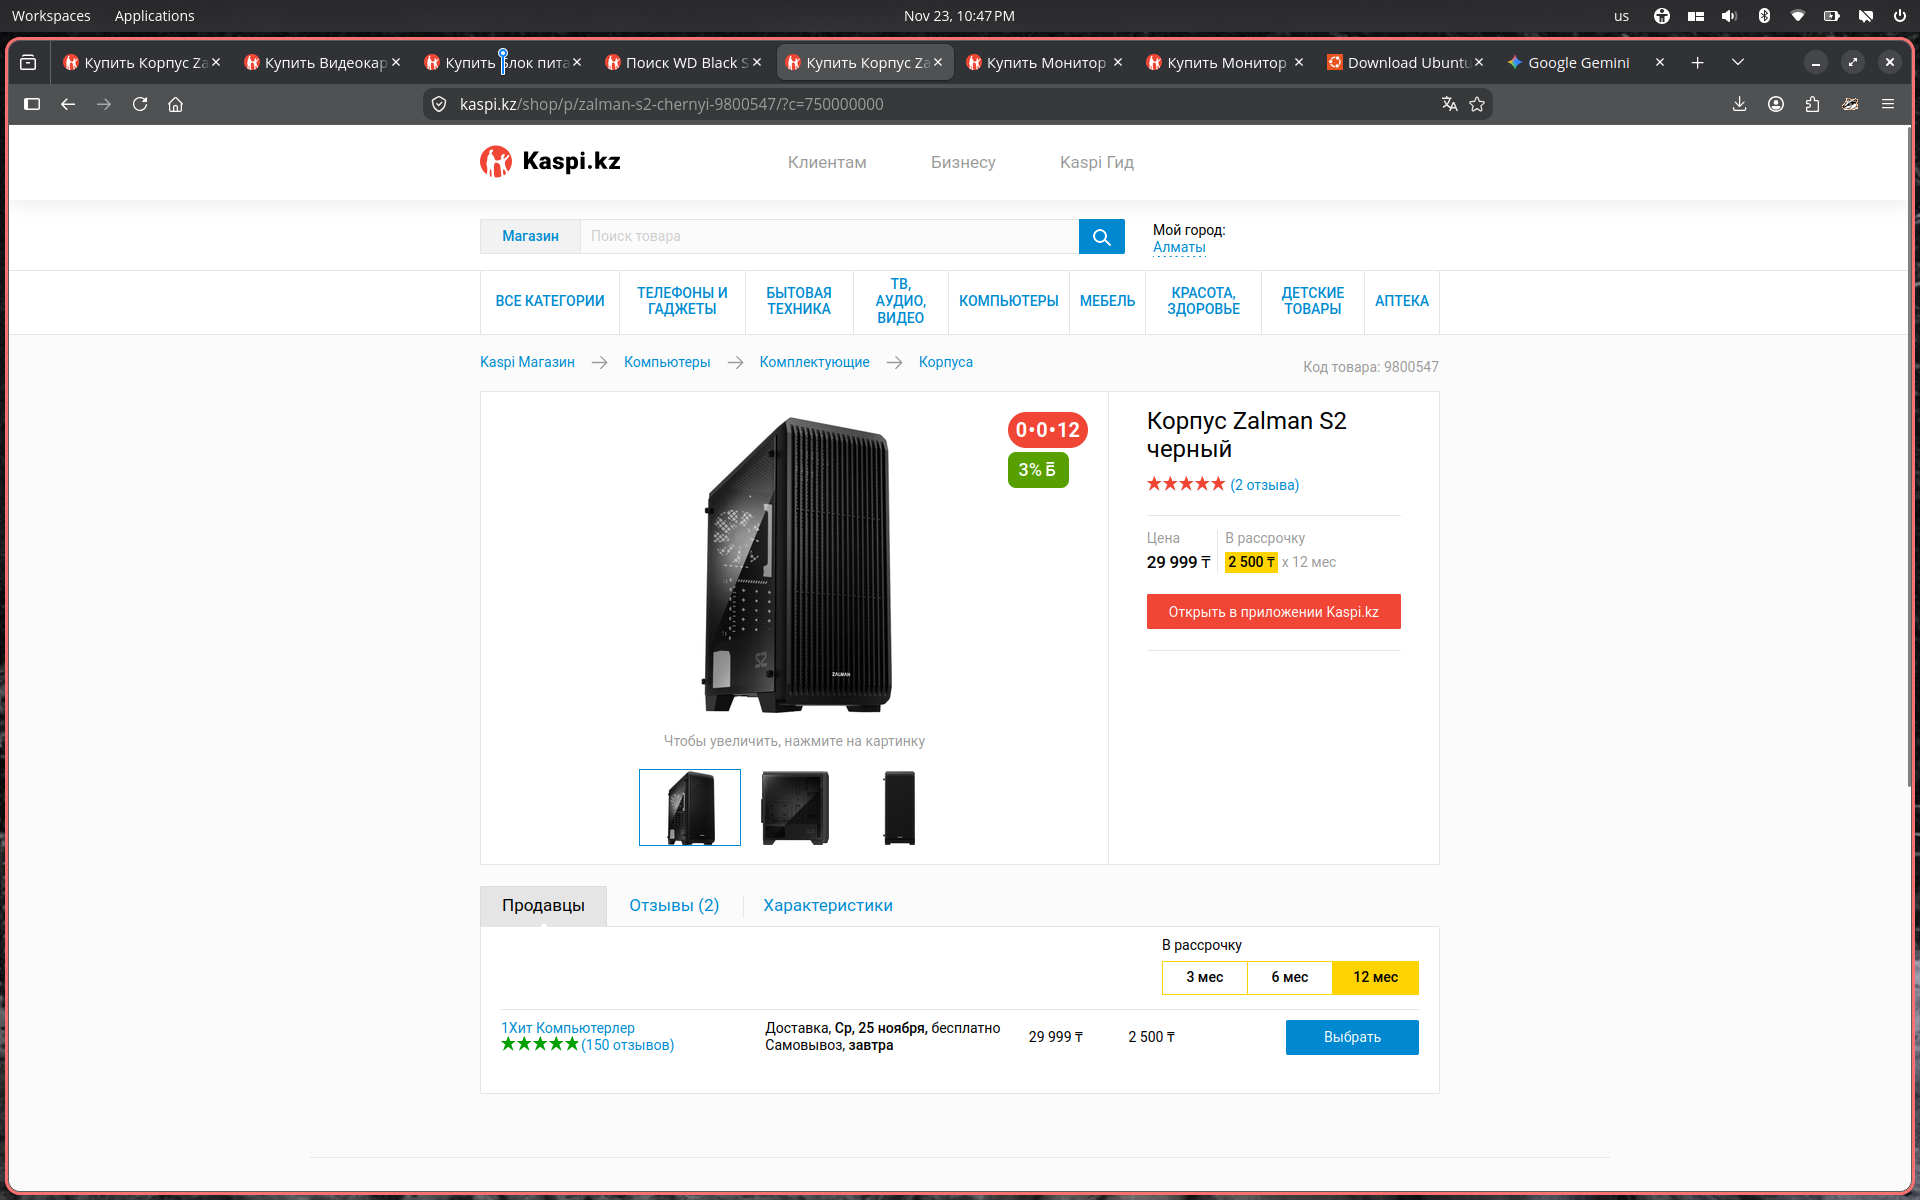 Workspaces Applications Nov 23, 10:47 PM us
Купить Корпус Za Купить Видеокар Купить Блок пита Поиск WD Black S Купить Корпус Za Купить Монитор Купить Монитор Download Ubuntu Google Gemini
kaspi.kz/shop/p/zalman-s2-chernyi-9800547/?c=750000000
Kaspi.kz Клиентам Бизнесу Kaspi Гид
Магазин Поиск товара
Мой город:
Алматы
ВСЕ КАТЕГОРИИ
ТЕЛЕФОНЫ И
ГАДЖЕТЫ
БЫТОВАЯ
ТЕХНИКА
ТВ,
АУДИО,
ВИДЕО
КОМПЬЮТЕРЫ
МЕБЕЛЬ
КРАСОТА,
ЗДОРОВЬЕ
ДЕТСКИЕ
ТОВАРЫ
АПТЕКА
Kaspi Магазин Компьютеры Комплектующие Корпуса
Код товара: 9800547
0·0·12
3% Б
S2
ZALMAN
Чтобы увеличить, нажмите на картинку
Корпус Zalman S2
черный
(2 отзыва)
Цена В рассрочку
29 999 ₸ 2 500 ₸ x 12 мес
Открыть в приложении Kaspi.kz
Продавцы Отзывы (2) Характеристики
В рассрочку
3 мес 6 мес 12 мес
1Хит Компьютерлер
(150 отзывов)
Доставка, Ср, 25 ноября, бесплатно
Самовывоз, завтра
29 999 ₸ 2 500 ₸ Выбрать